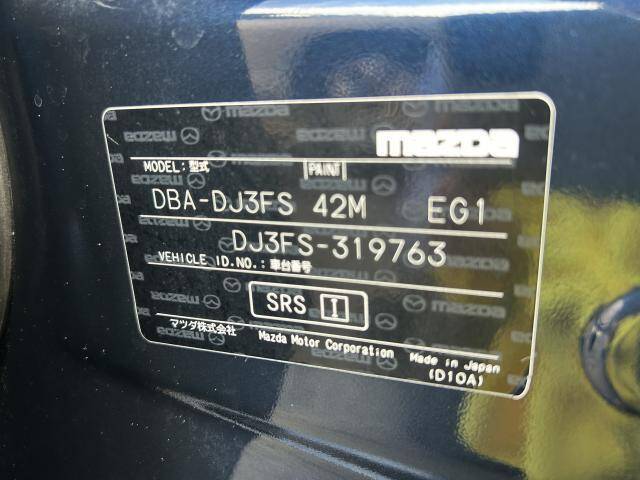 mazda
MODEL:型式 PAINT
DBA-DJ3FS 42M EG1
DJ3FS-319763
VEHICLE ID.NO.:車台番号
SRS I
マツダ株式会社 Mazda Motor Corporation Made in Japan
(D10A)